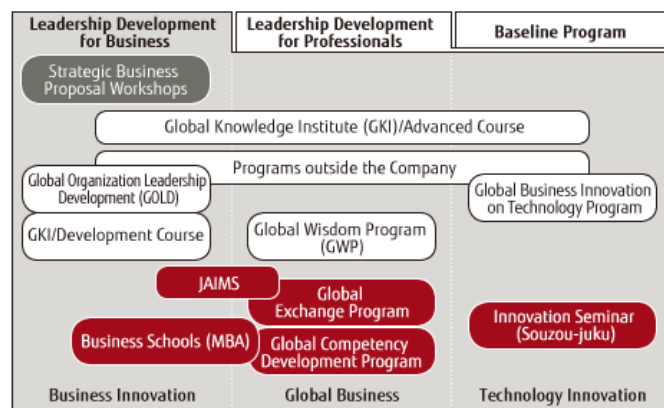 Leadership Development
for Business
Leadership Development
for Professionals
Baseline Program
Strategic Business
Proposal Workshops
Global Knowledge Institute (GKI)/Advanced Course
Programs outside the Company
Global Organization Leadership
Development (GOLD)
Global Business Innovation
on Technology Program
GKI/Development Course
Global Wisdom Program
(GWP)
JAIMS
Global
Exchange Program
Innovation Seminar
(Souzou-juku)
Business Schools (MBA)
Global Competency
Development Program
Business Innovation
Global Business
Technology Innovation